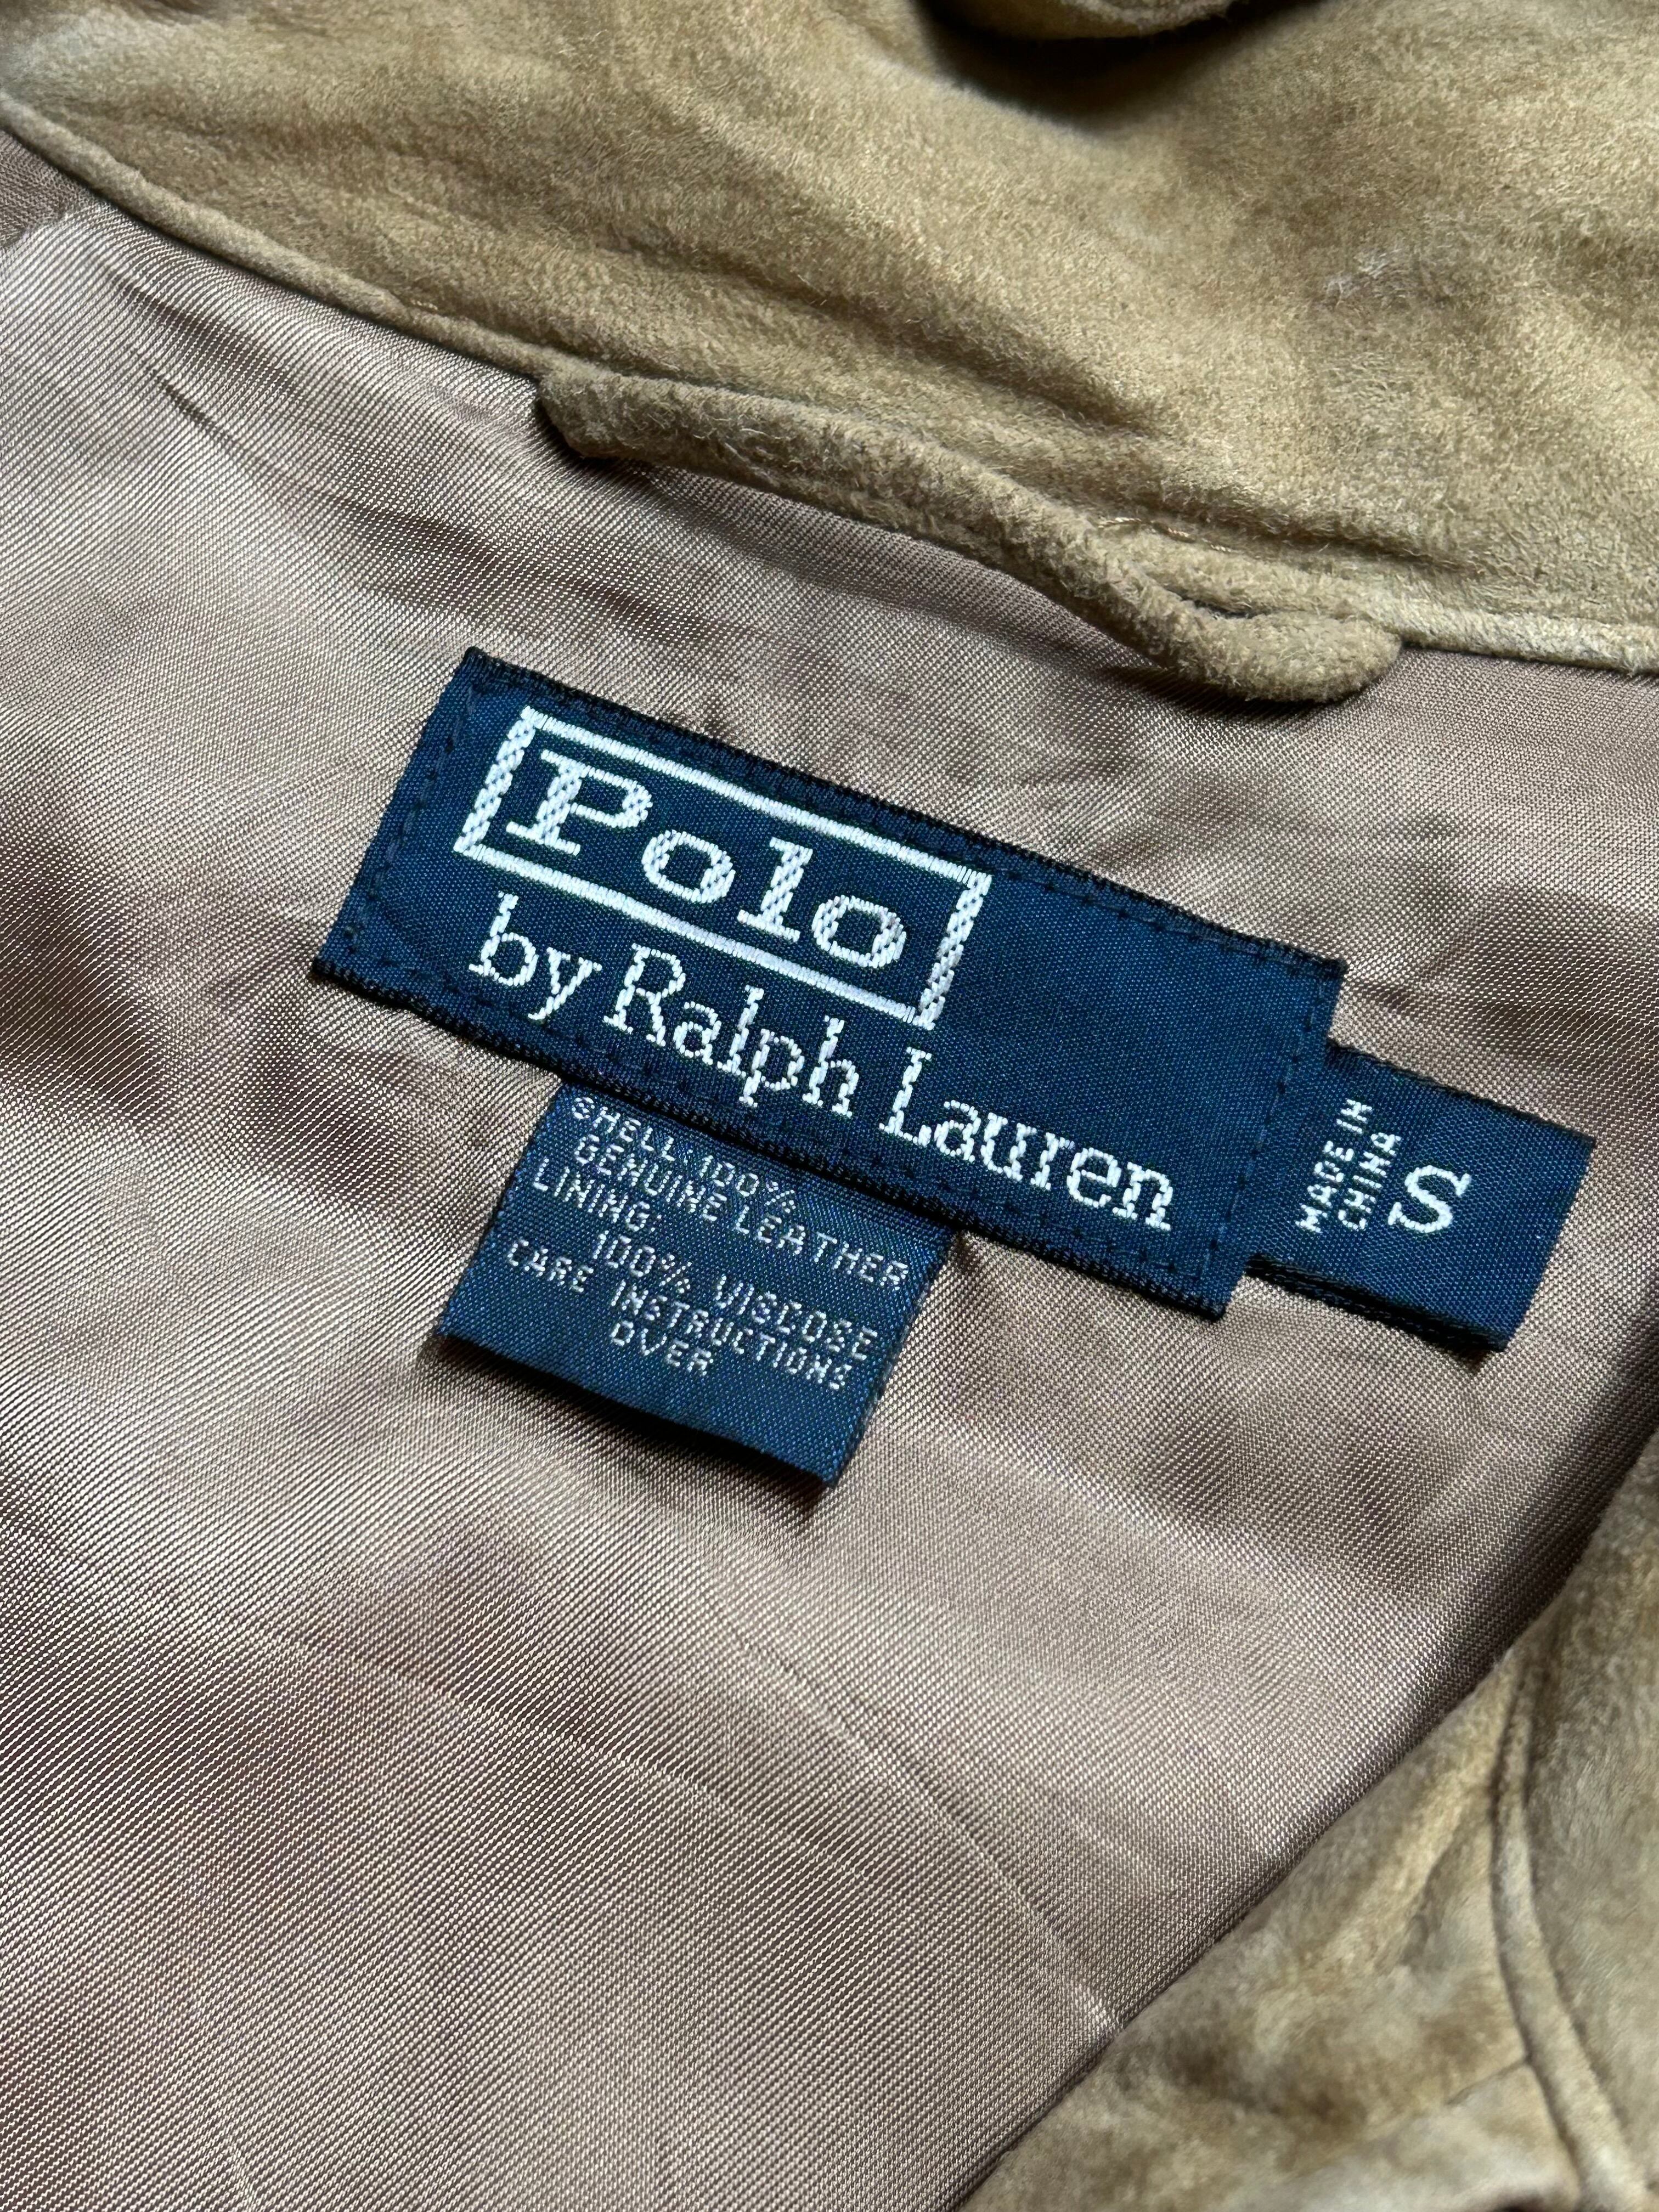 Polo
by Ralph Lauren
MADE IN
CHINA
S
SHELL:100%
GENUINE LEATHER
LINING:
100% VISCOSE
CARE INSTRUCTIONS
OVER